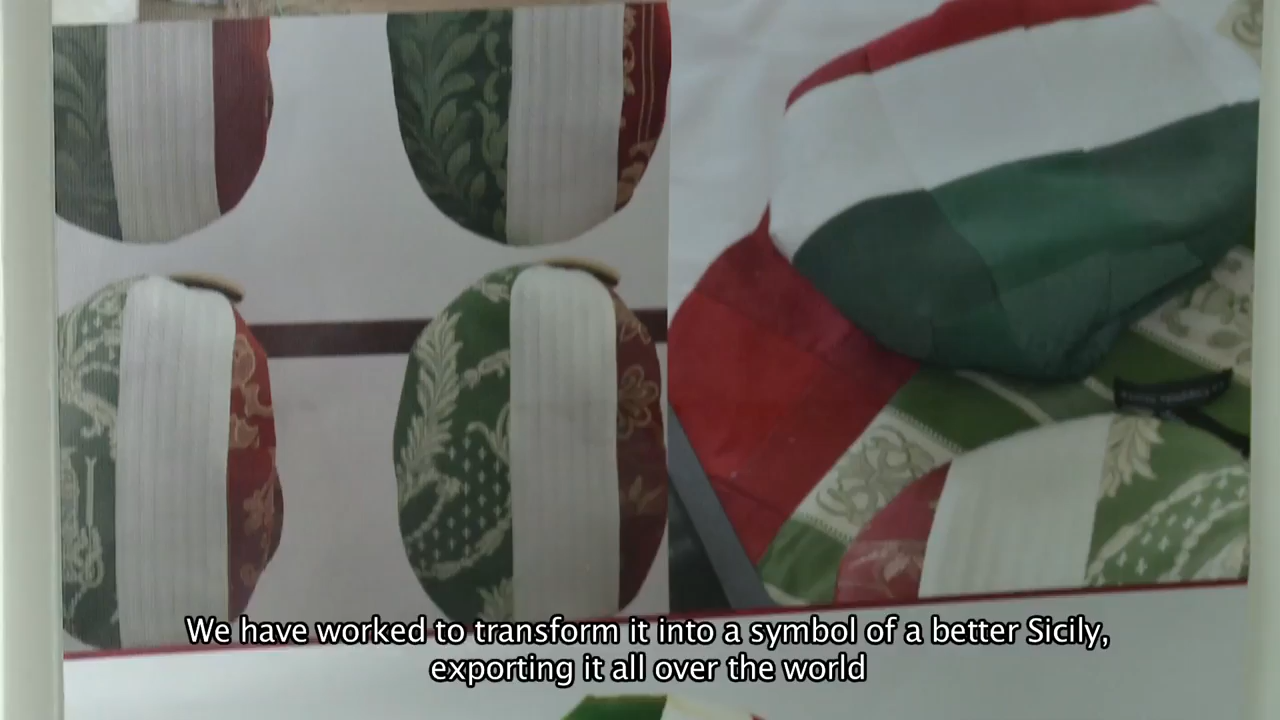 We have worked to transform it into a symbol of a better Sicily,
exporting it all over the world